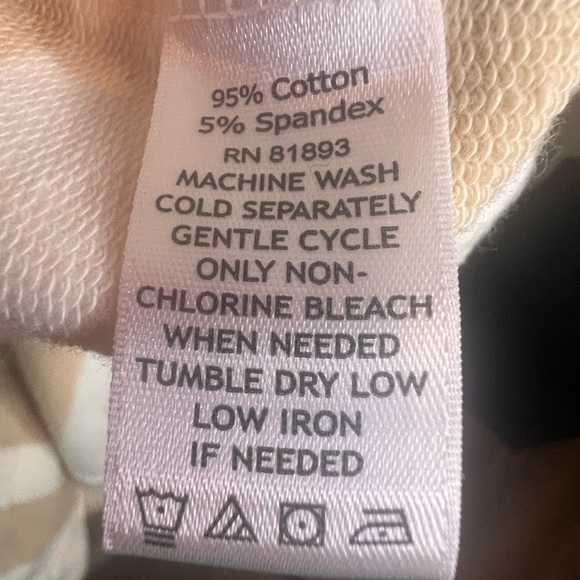 95% Cotton
5% Spandex
RN 81893
MACHINE WASH
COLD SEPARATELY
GENTLE CYCLE
ONLY NON-
CHLORINE BLEACH
WHEN NEEDED
TUMBLE DRY LOW
LOW IRON
IF NEEDED